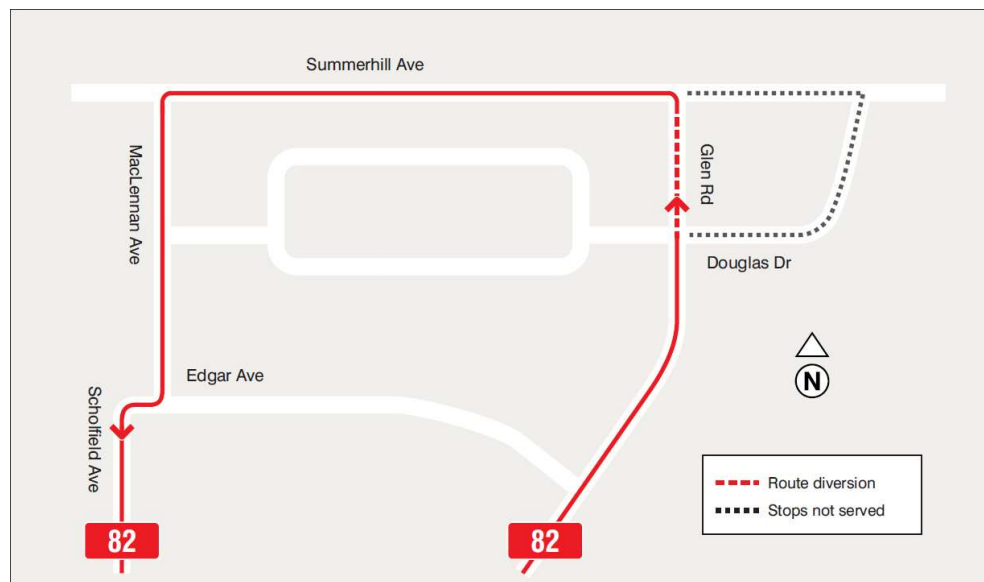 Summerhill Ave
MacLennan Ave
Glen Rd
Douglas Dr
Edgar Ave
Scholfield Ave
N
Route diversion
Stops not served
82
82